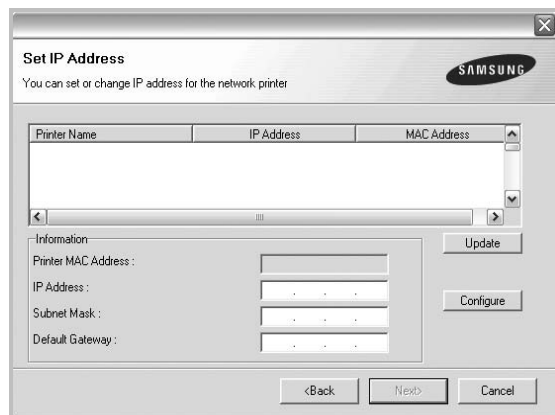 Set IP Address
You can set or change IP address for the network printer
SAMSUNG
Printer Name IP Address MAC Address
Information
Update
Printer MAC Address :
IP Address : . . .
Configure
Subnet Mask : . . .
Default Gateway : . . .
<Back Next> Cancel